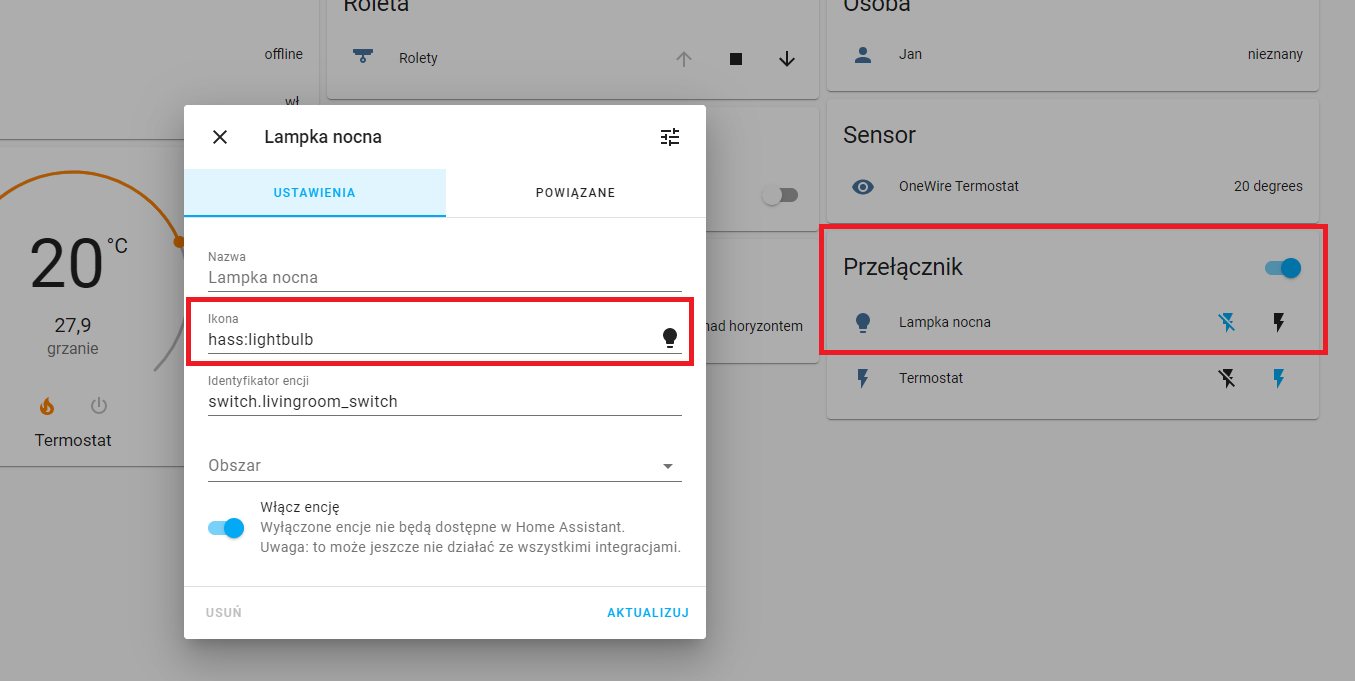 offline
wł.
20 °C
27,9
grzanie
Termostat
Roleta
Rolety
Lampka nocna
USTAWIENIA
POWIĄZANE
Nazwa
Lampka nocna
Ikona
hass:lightbulb
Identyfikator encji
switch.livingroom_switch
Obszar
Włącz encję
Wyłączone encje nie będą dostępne w Home Assistant.
Uwaga: to może jeszcze nie działać ze wszystkimi integracjami.
USUŃ
AKTUALIZUJ
nad horyzontem
Osoba
Jan
nieznany
Sensor
OneWire Termostat
20 degrees
Przełącznik
Lampka nocna
Termostat